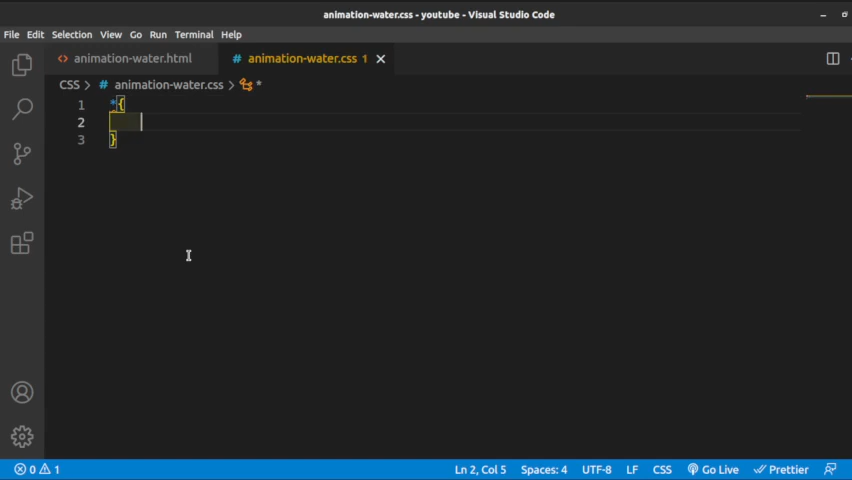 animation-water.css - youtube - Visual Studio Code
File Edit Selection View Go Run Terminal Help
<> animation-water.html # animation-water.css 1
CSS > # animation-water.css > *
1 *{
2
3 }
0 1 Ln 2, Col 5 Spaces: 4 UTF-8 LF CSS Go Live Prettier